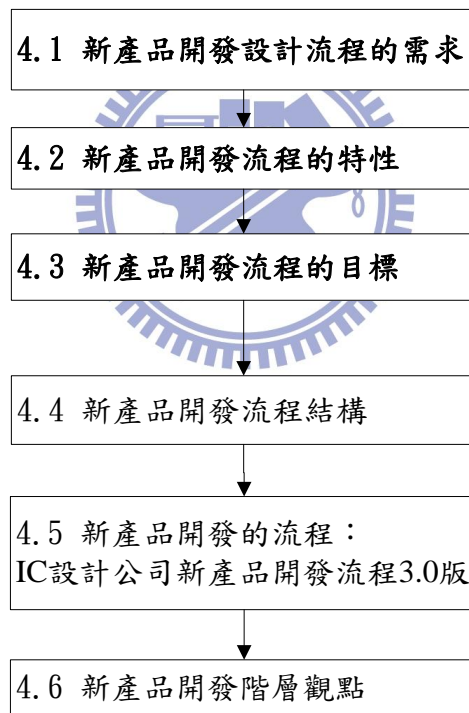 4.1 新產品開發設計流程的需求
4.2 新產品開發流程的特性
4.3 新產品開發流程的目標
4.4 新產品開發流程結構
4.5 新產品開發的流程：
IC設計公司新產品開發流程3.0版
4.6 新產品開發階層觀點